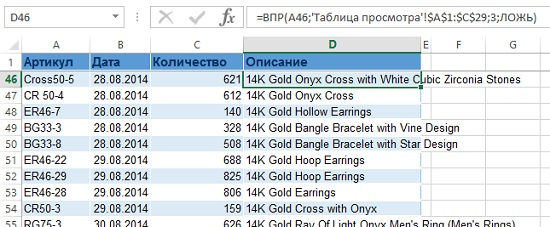 D46 =ВПР(A46;'Таблица просмотра'!$A$1:$C$29;3;ЛОЖЬ)
A B C D E F G
1 Артикул Дата Количество Описание
46 Cross50-5 28.08.2014 621 14K Gold Onyx Cross with White Cubic Zirconia Stones
47 CR 50-4 28.08.2014 612 14K Gold Onyx Cross
48 ER46-7 28.08.2014 140 14K Gold Hollow Earrings
49 BG33-3 28.08.2014 328 14K Gold Bangle Bracelet with Vine Design
50 BG33-8 28.08.2014 508 14K Gold Bangle Bracelet with Star Design
51 ER46-22 29.08.2014 688 14K Gold Hoop Earrings
52 ER46-29 29.08.2014 825 14K Gold Hoop Earrings
53 ER46-28 29.08.2014 806 14K Gold Earrings
54 CR50-3 29.08.2014 159 14K Gold Cross with Onyx
55 RG75-3 30.08.2014 626 14K Gold Ray Of Light Onyx Men's Ring (Men's Rings)